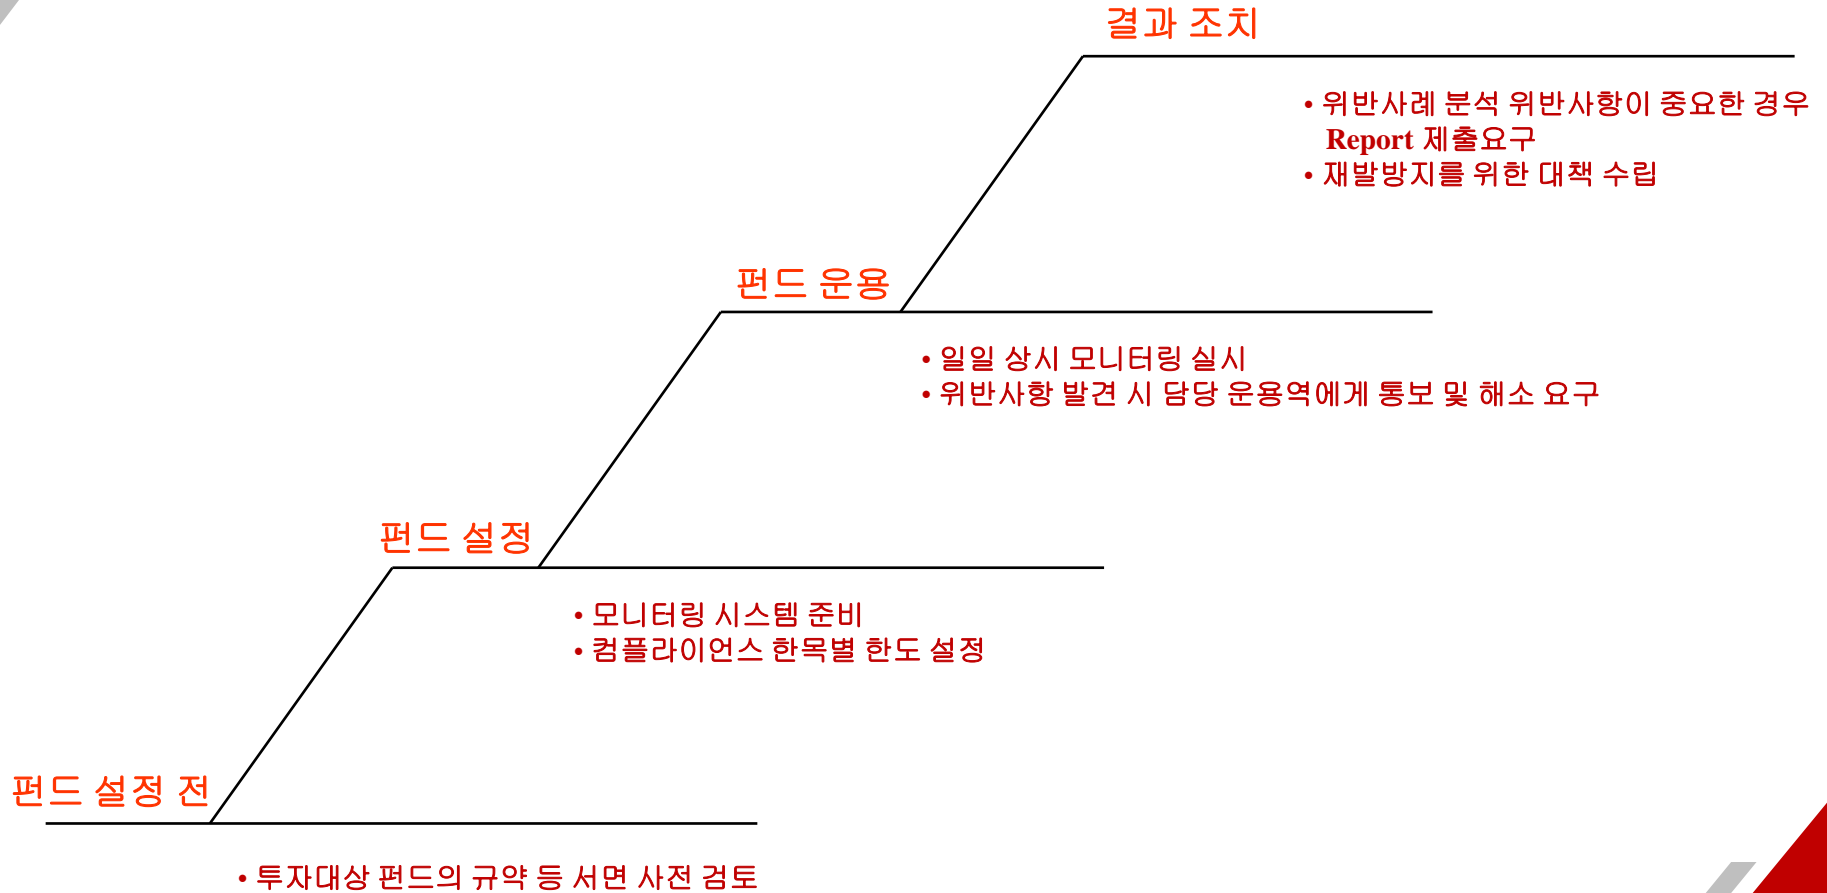 결과 조치
• 위반사례 분석 위반사항이 중요한 경우
Report 제출요구
• 재발방지를 위한 대책 수립
펀드 운용
• 일일 상시 모니터링 실시
• 위반사항 발견 시 담당 운용역에게 통보 및 해소 요구
펀드 설정
• 모니터링 시스템 준비
• 컴플라이언스 한목별 한도 설정
펀드 설정 전
• 투자대상 펀드의 규약 등 서면 사전 검토